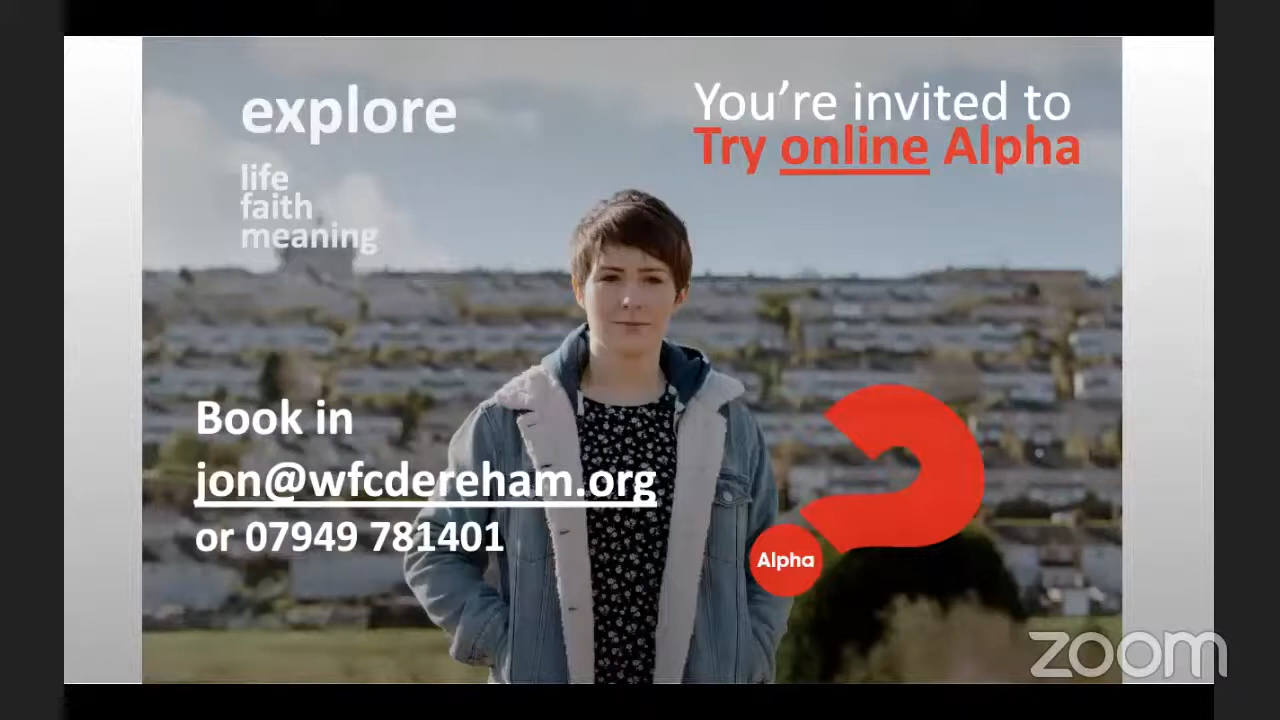 explore
life
faith
meaning
You're invited to
Try online Alpha
Book in
jon@wfcdereham.org
or 07949 781401
Alpha
zoom